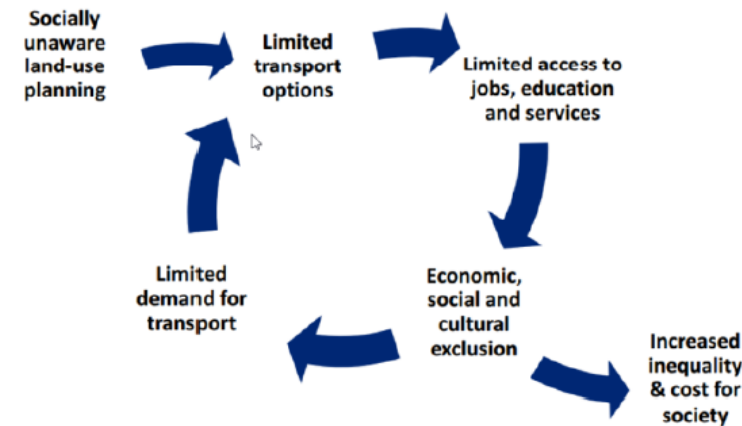 Socially
unaware
land-use
planning
Limited
transport
options
Limited access to
jobs, education
and services
Limited
demand for
transport
Economic,
social and
cultural
exclusion
Increased
inequality
& cost for
society